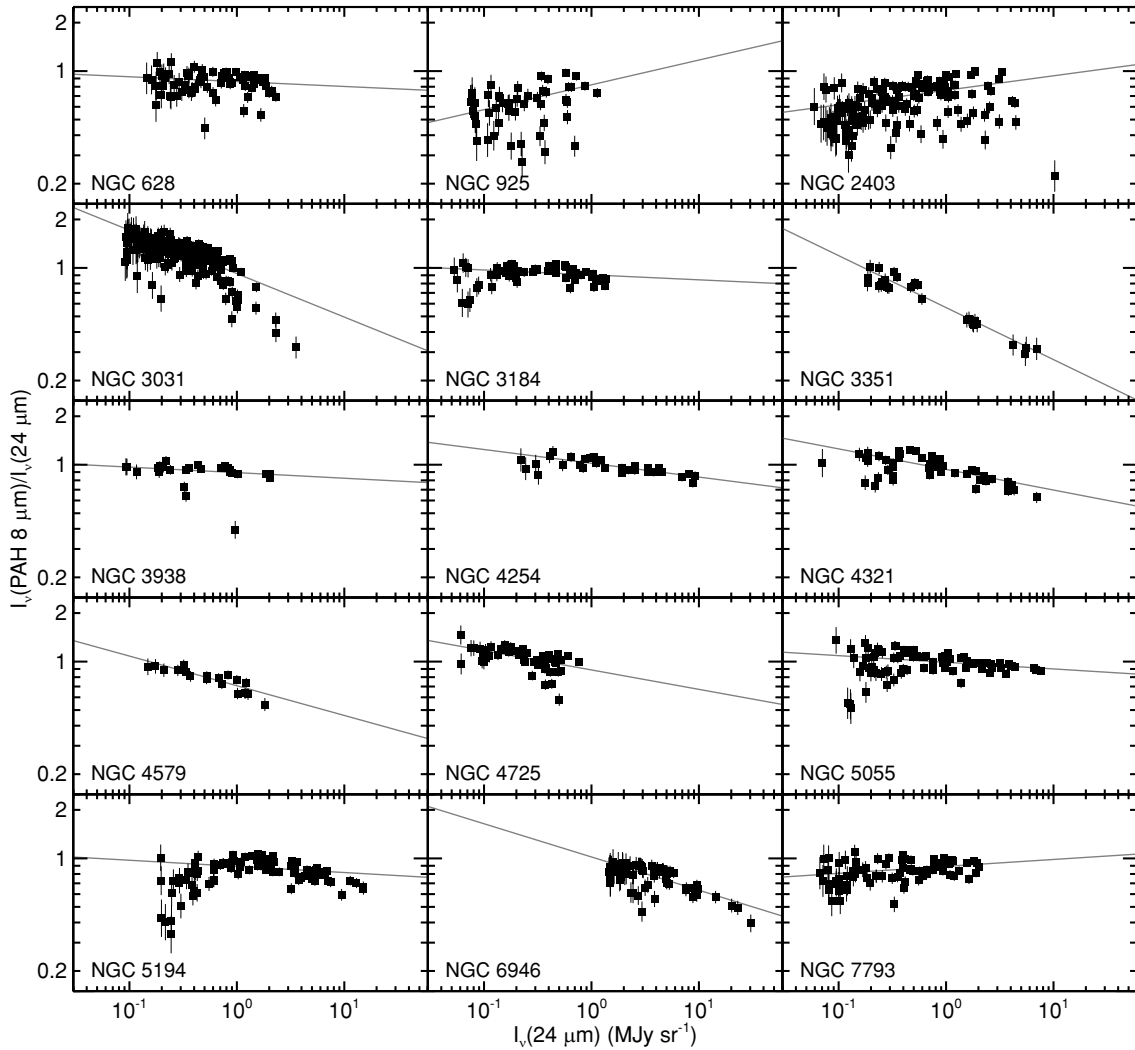 2
1
0.2
NGC 628
NGC 925
NGC 2403
2
1
0.2
NGC 3031
NGC 3184
NGC 3351
2
1
0.2
NGC 3938
NGC 4254
NGC 4321
2
1
0.2
NGC 4579
NGC 4725
NGC 5055
2
1
0.2
NGC 5194
NGC 6946
NGC 7793
I_ν(PAH 8 μm)/I_ν(24 μm)
10⁻¹ 10⁰ 10¹ 10⁻¹ 10⁰ 10¹ 10⁻¹ 10⁰ 10¹
I_ν(24 μm) (MJy sr⁻¹)